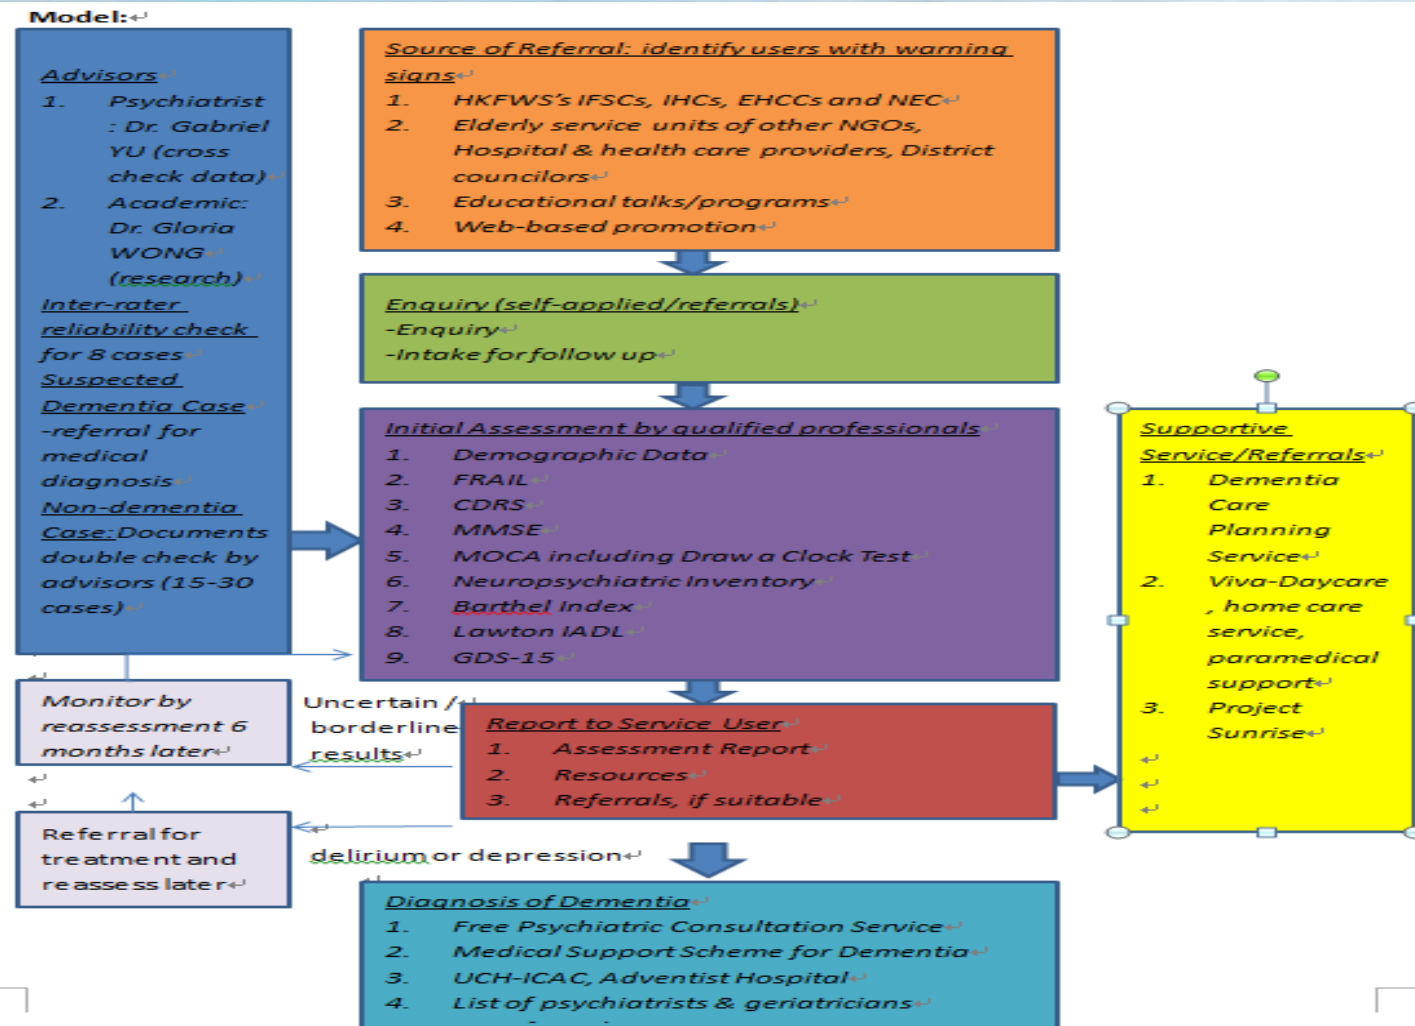 Model:
Advisors
1. Psychiatrist
: Dr. Gabriel
YU (cross
check data)
2. Academic:
Dr. Gloria
WONG
(research)
Inter-rater
reliability check
for 8 cases
Suspected
Dementia Case
-referral for
medical
diagnosis
Non-dementia
Case: Documents
double check by
advisors (15-30
cases)
Source of Referral: identify users with warning
signs
1. HKFWS's IFSCs, IHCs, EHCCs and NEC
2. Elderly service units of other NGOs,
Hospital & health care providers, District
councilors
3. Educational talks/programs
4. Web-based promotion
Enquiry (self-applied/referrals)
-Enquiry
-Intake for follow up
Initial Assessment by qualified professionals
1. Demographic Data
2. FRAIL
3. CDRS
4. MMSE
5. MOCA including Draw a Clock Test
6. Neuropsychiatric Inventory
7. Barthel Index
8. Lawton IADL
9. GDS-15
Supportive
Service/Referrals
1. Dementia
Care
Planning
Service
2. Viva-Daycare
, home care
service,
paramedical
support
3. Project
Sunrise
Monitor by
reassessment 6
months later
Uncertain /
borderline
results
Report to Service User
1. Assessment Report
2. Resources
3. Referrals, if suitable
Referral for
treatment and
reassess later
delirium or depression
Diagnosis of Dementia
1. Free Psychiatric Consultation Service
2. Medical Support Scheme for Dementia
3. UCH-ICAC, Adventist Hospital
4. List of psychiatrists & geriatricians